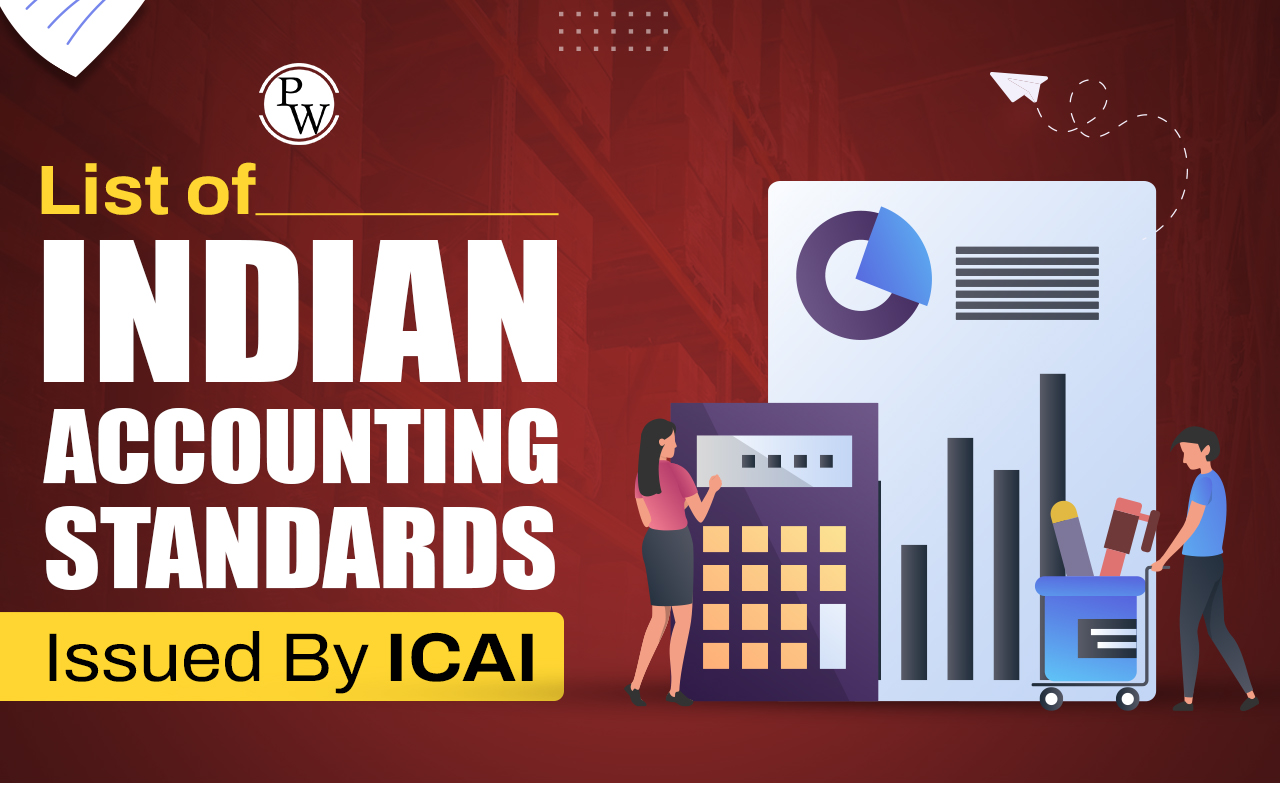 PW
List of
INDIAN
ACCOUNTING
STANDARDS
Issued By ICAI